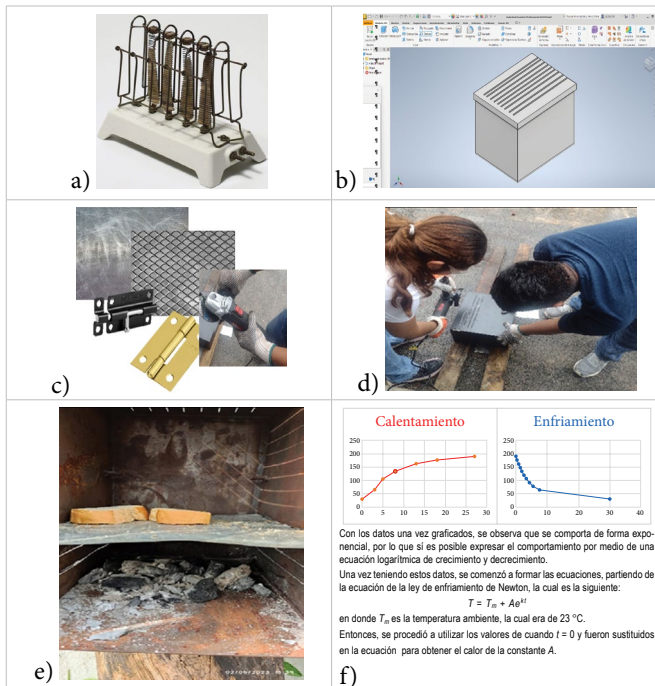 a)
b)
c)
d)
03/04/2023
e)
Calentamiento
Enfriamiento
250
200
150
100
50
0
0
5
10
15
20
25
30
250
200
150
100
50
0
0
10
20
30
40
Con los datos una vez graficados, se observa que se comporta de forma expo-
nencial, por lo que sí es posible expresar el comportamiento por medio de una
ecuación logarítmica de crecimiento y decrecimiento.
Una vez teniendo estos datos, se comenzó a formar las ecuaciones, partiendo de
la ecuación de la ley de enfriamiento de Newton, la cual es la siguiente:
T = Tₘ + Aeᵏᵗ
en donde Tₘ es la temperatura ambiente, la cual era de 23 °C.
Entonces, se procedió a utilizar los valores de cuando t = 0 y fueron sustituidos
en la ecuación para obtener el calor de la constante A.
f)